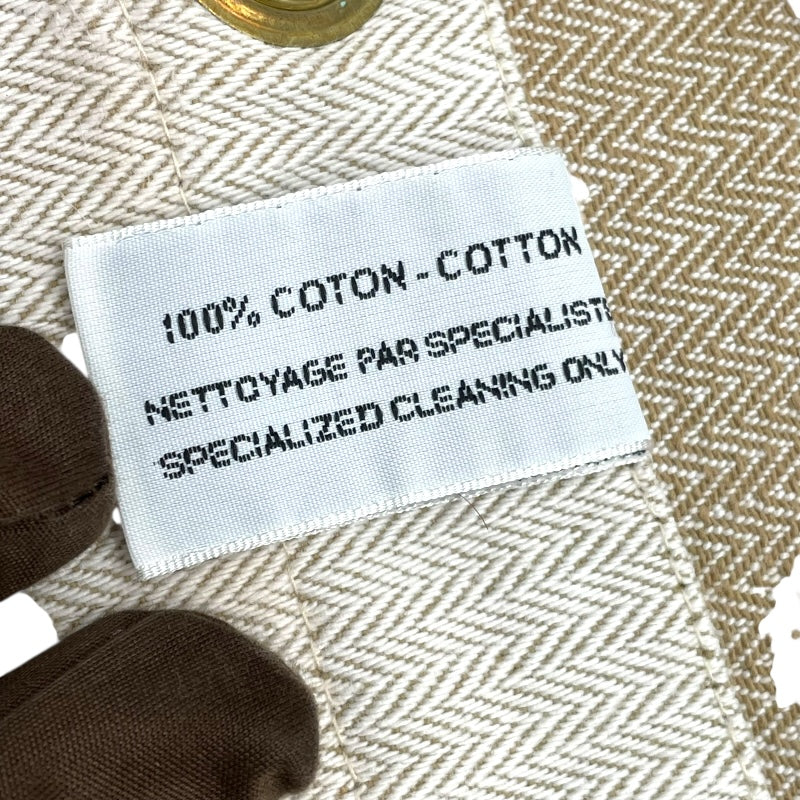 100% COTON - COTTON
NETTOYAGE PAR SPECIALISTE
SPECIALIZED CLEANING ONLY